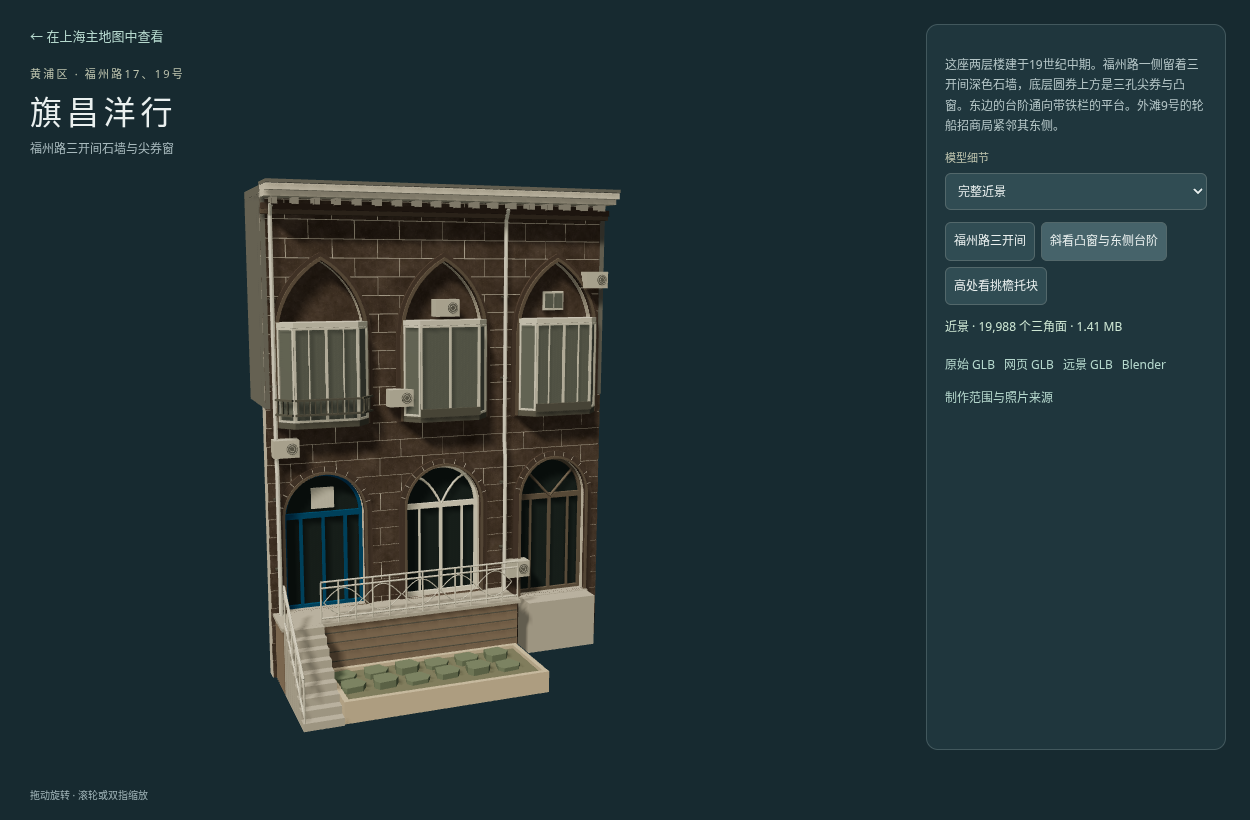 ← 在上海主地图中查看
黄浦区 · 福州路17、19号
旗昌洋行
福州路三开间石墙与尖券窗
这座两层楼建于19世纪中期。福州路一侧留着三
开间深色石墙，底层圆券上方是三孔尖券与凸
窗。东边的台阶通向带铁栏的平台。外滩9号的轮
船招商局紧邻其东侧。
模型细节
完整近景
福州路三开间
斜看凸窗与东侧台阶
高处看挑檐托块
近景 · 19,988 个三角面 · 1.41 MB
原始 GLB 网页 GLB 远景 GLB Blender
制作范围与照片来源
拖动旋转 · 滚轮或双指缩放